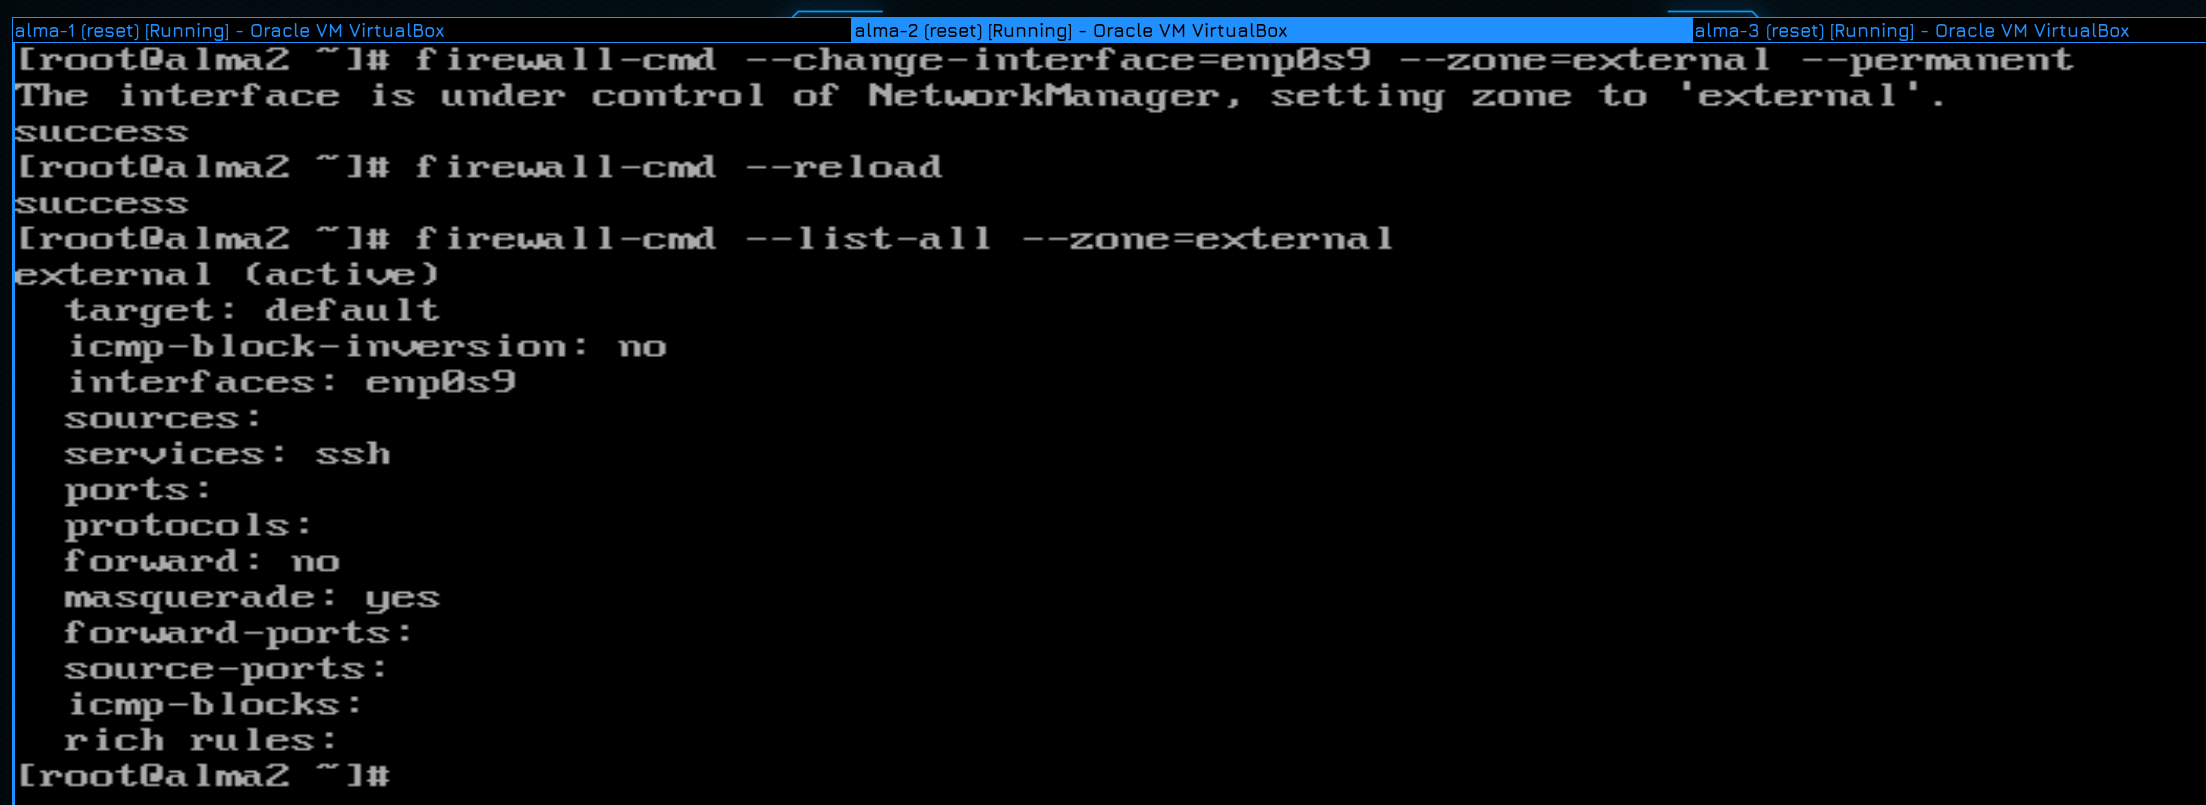 alma-1 (reset) [Running] - Oracle VM VirtualBox
alma-2 (reset) [Running] - Oracle VM VirtualBox
alma-3 (reset) [Running] - Oracle VM VirtualBox
[root@alma2 ~]# firewall-cmd --change-interface=enp0s9 --zone=external --permanent
The interface is under control of NetworkManager, setting zone to 'external'.
success
[root@alma2 ~]# firewall-cmd --reload
success
[root@alma2 ~]# firewall-cmd --list-all --zone=external
external (active)
  target: default
  icmp-block-inversion: no
  interfaces: enp0s9
  sources:
  services: ssh
  ports:
  protocols:
  forward: no
  masquerade: yes
  forward-ports:
  source-ports:
  icmp-blocks:
  rich rules:
[root@alma2 ~]#